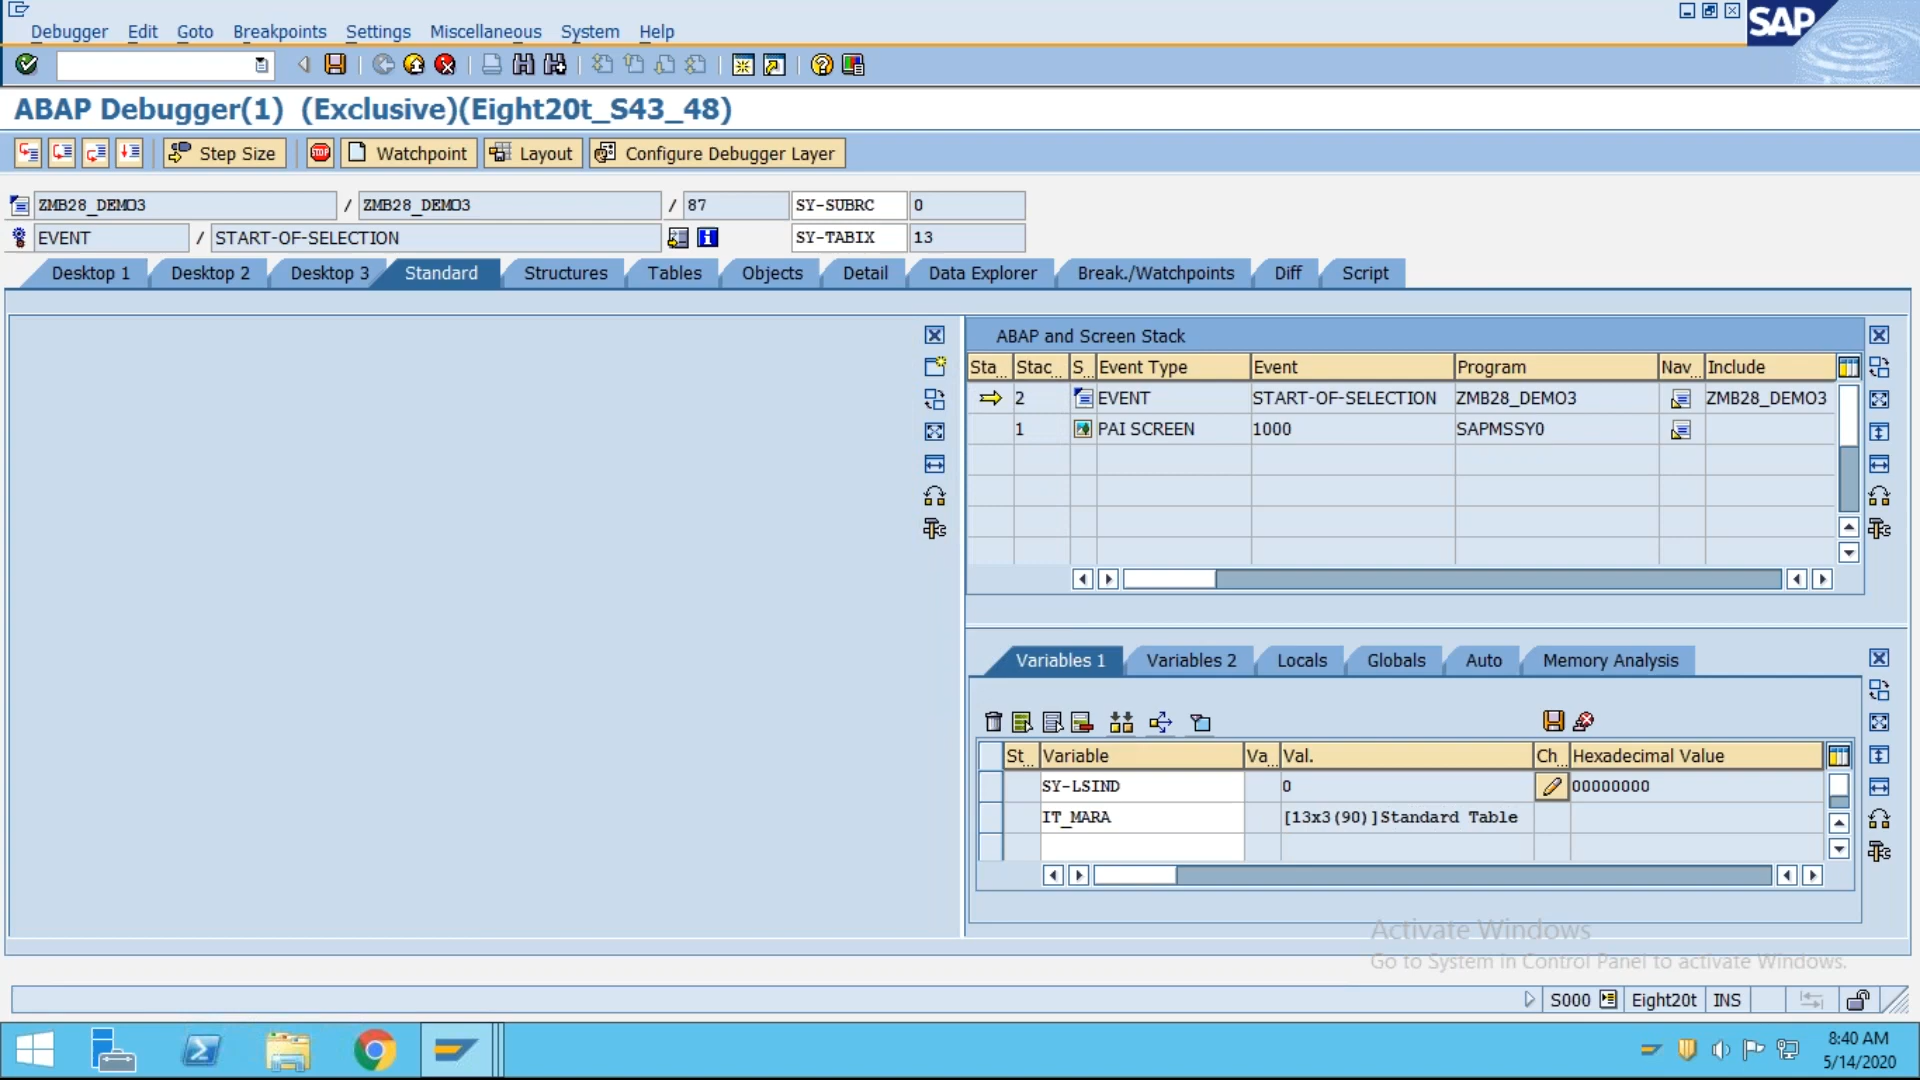 Debugger Edit Goto Breakpoints Settings Miscellaneous System Help
SAP
ABAP Debugger(1) (Exclusive)(Eight20t_S43_48)
Step Size STOP Watchpoint Layout Configure Debugger Layer
ZMB28_DEMO3 / ZMB28_DEMO3 / 87 SY-SUBRC 0
EVENT / START-OF-SELECTION SY-TABIX 13
Desktop 1 Desktop 2 Desktop 3 Standard Structures Tables Objects Detail Data Explorer Break./Watchpoints Diff Script
ABAP and Screen Stack
Sta... Stac... S... Event Type Event Program Nav... Include
2 EVENT START-OF-SELECTION ZMB28_DEMO3 ZMB28_DEMO3
1 PAI SCREEN 1000 SAPMSSY0
Variables 1 Variables 2 Locals Globals Auto Memory Analysis
St... Variable Va... Val. Ch... Hexadecimal Value
SY-LSIND 0 00000000
IT_MARA [13x3(90)]Standard Table
Activate Windows
Go to System in Control Panel to activate Windows.
S000 Eight20t INS
8:40 AM
5/14/2020